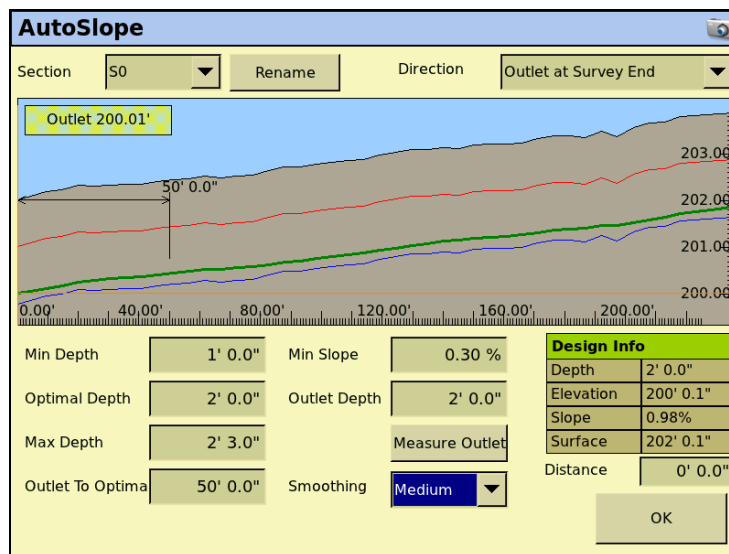 AutoSlope
Section S0 Rename Direction Outlet at Survey End
Outlet 200.01'
50' 0.0"
203.00
202.00
201.00
200.00
0.00' 40.00' 80.00' 120.00' 160.00' 200.00'
Min Depth 1' 0.0" Min Slope 0.30 %
Optimal Depth 2' 0.0" Outlet Depth 2' 0.0"
Max Depth 2' 3.0" Measure Outlet
Outlet To Optima 50' 0.0" Smoothing Medium
Design Info
Depth 2' 0.0"
Elevation 200' 0.1"
Slope 0.98%
Surface 202' 0.1"
Distance 0' 0.0"
OK